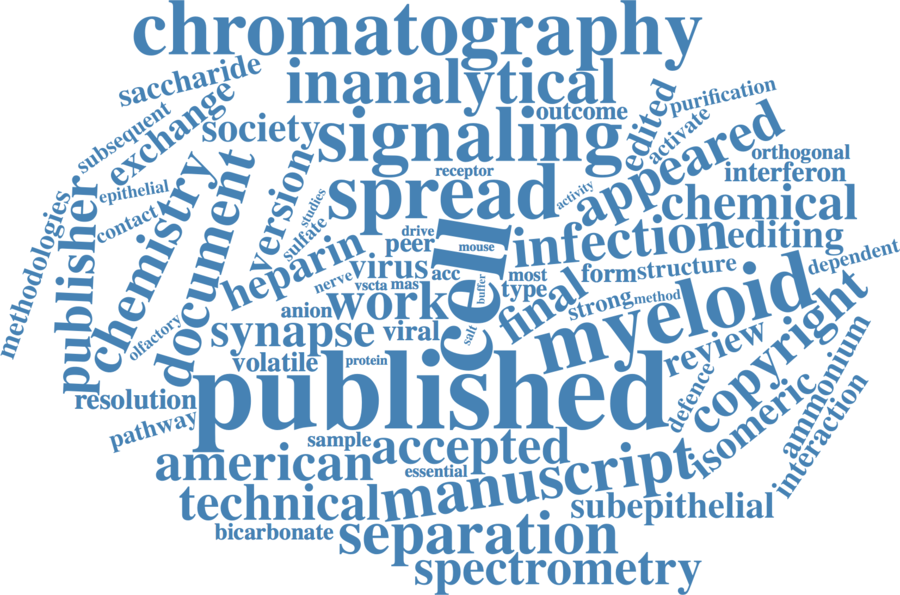 chromatography
saccharide
inanalytical
exchange
subsequent
society
outcome
edited
purification
signaling
activate
appeared
orthogonal
interferon
receptor
epithelial
chemistry
document
version
studies
spread
activity
chemical
methodologies
publisher
contact
sulfate
heparin
drive
peer
mouse
cell
infection
editing
dependent
nerve
virus
acc
buffer
most
type
form
structure
vscta
mas
final
strong
method
myeloid
anion
work
olfactory
synapse
viral
salt
review
copyright
ammonium
volatile
protein
published
defence
isomeric
interaction
resolution
pathway
sample
accepted
american
essential
manuscript
technical
subepithelial
bicarbonate
separation
spectrometry